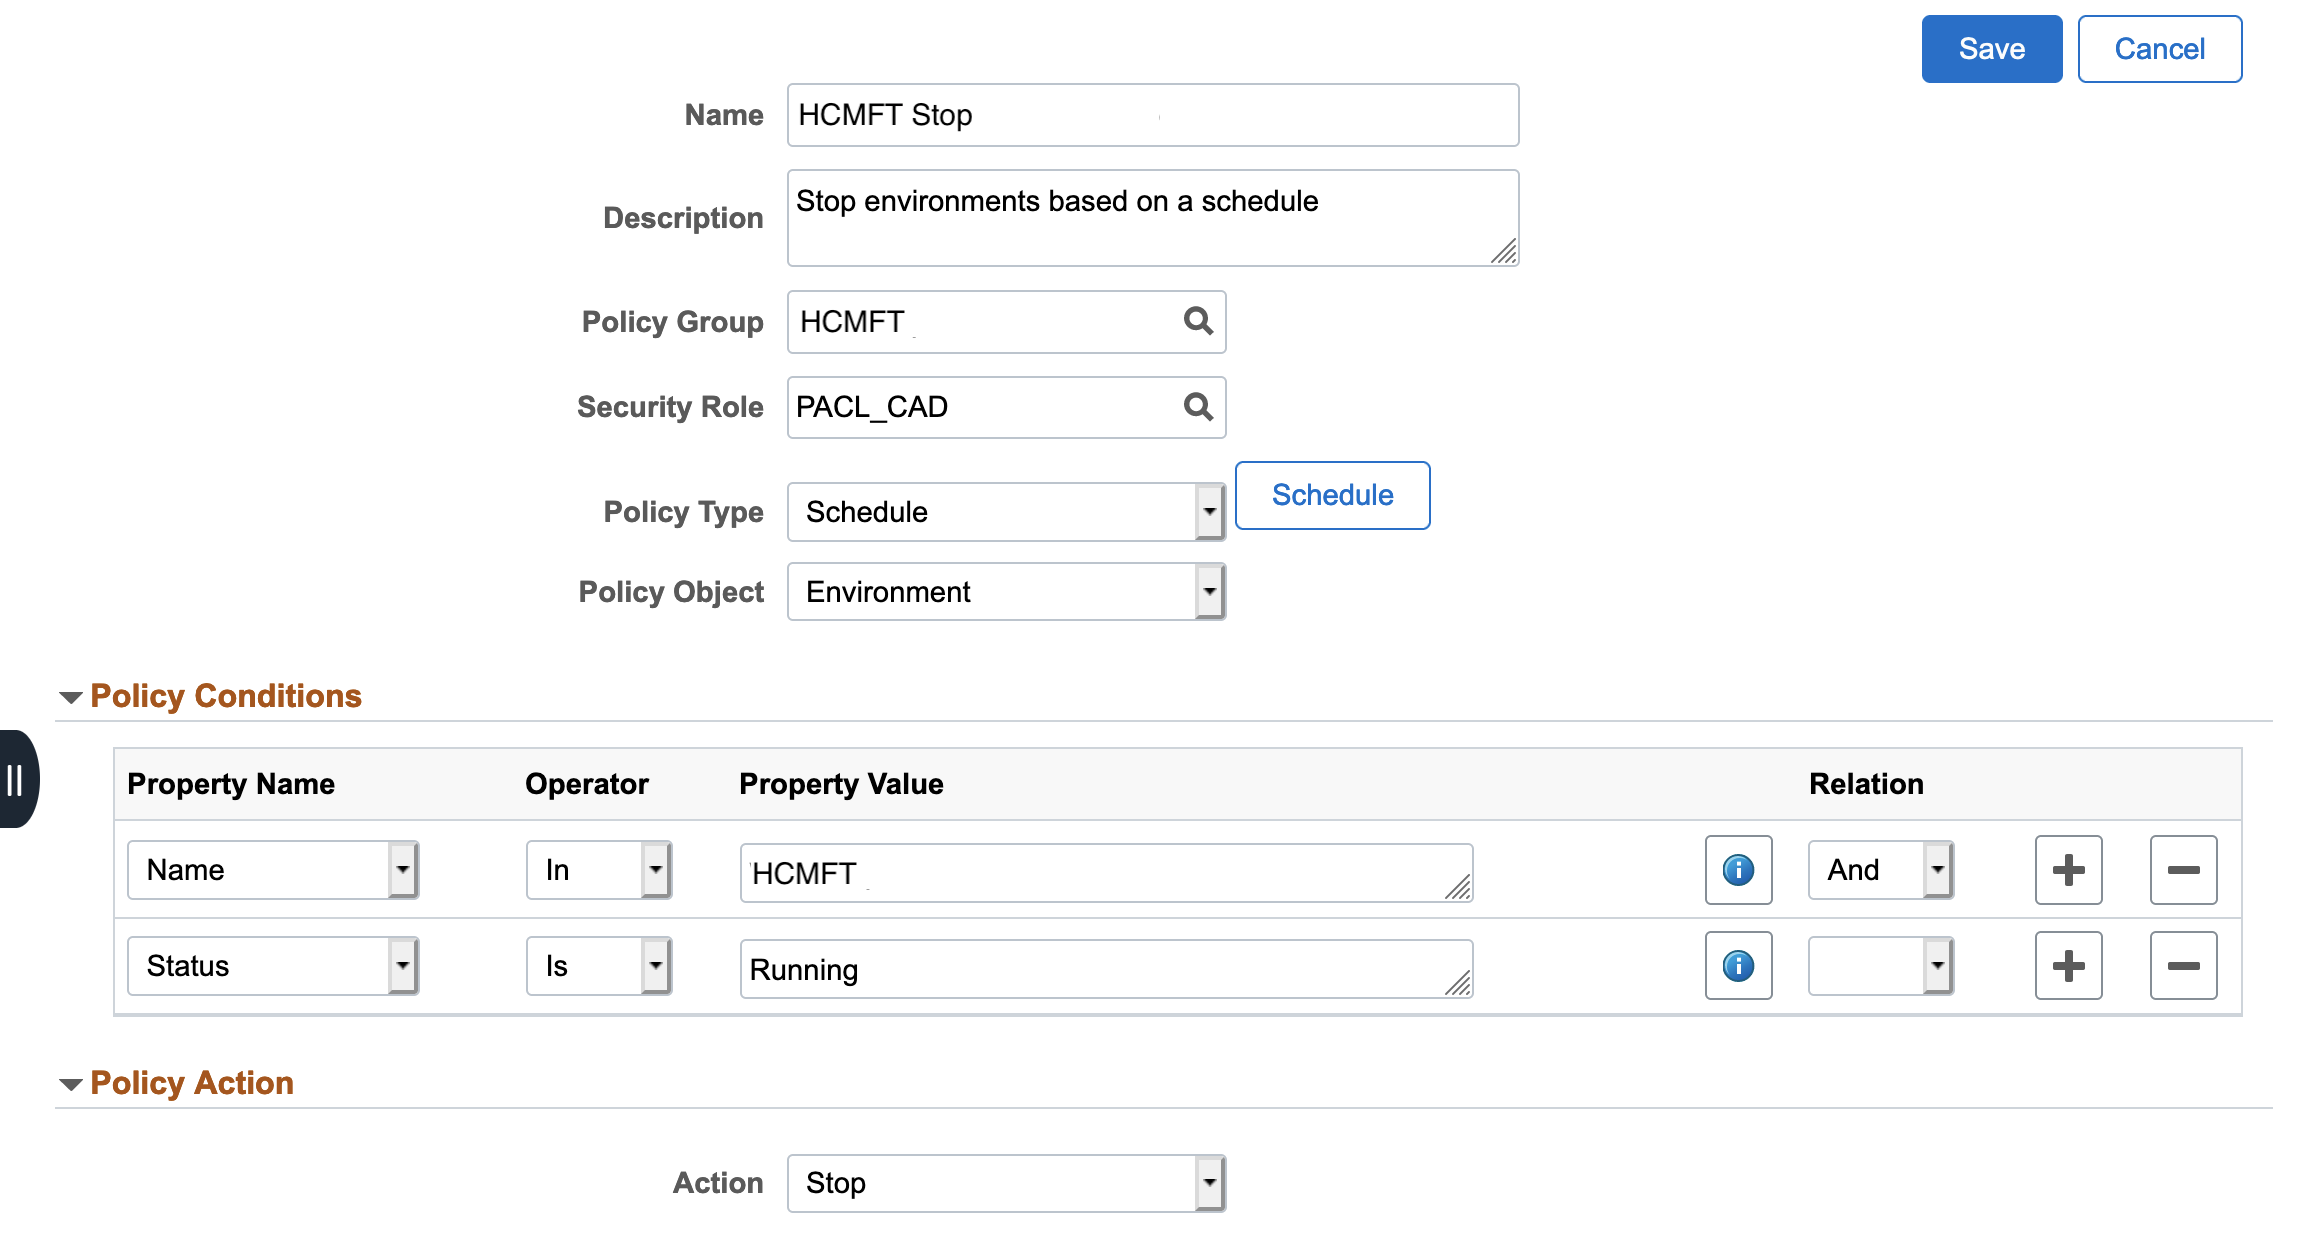 Save Cancel
Name HCMFT Stop
Description Stop environments based on a schedule
Policy Group HCMFT
Security Role PACL_CAD
Policy Type Schedule Schedule
Policy Object Environment
Policy Conditions
Property Name Operator Property Value Relation
Name In 'HCMFT And
Status Is Running
Policy Action
Action Stop